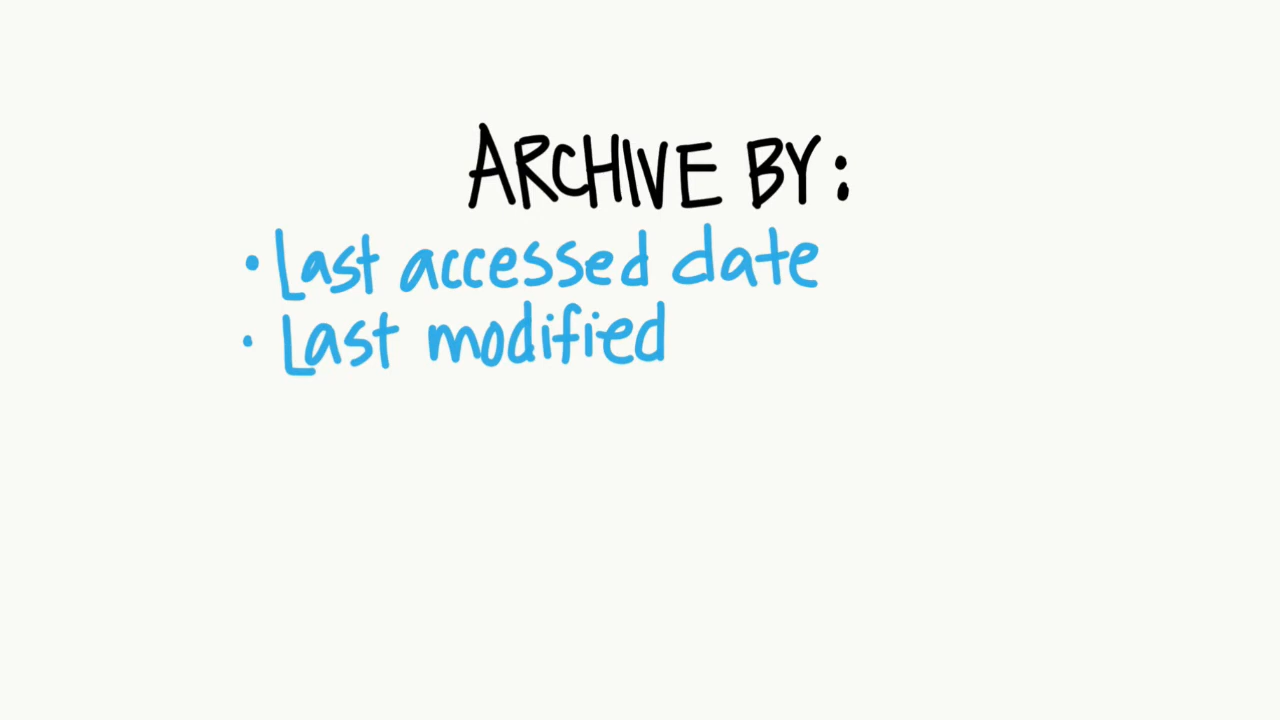 ARCHIVE BY:
• Last accessed date
• Last modified